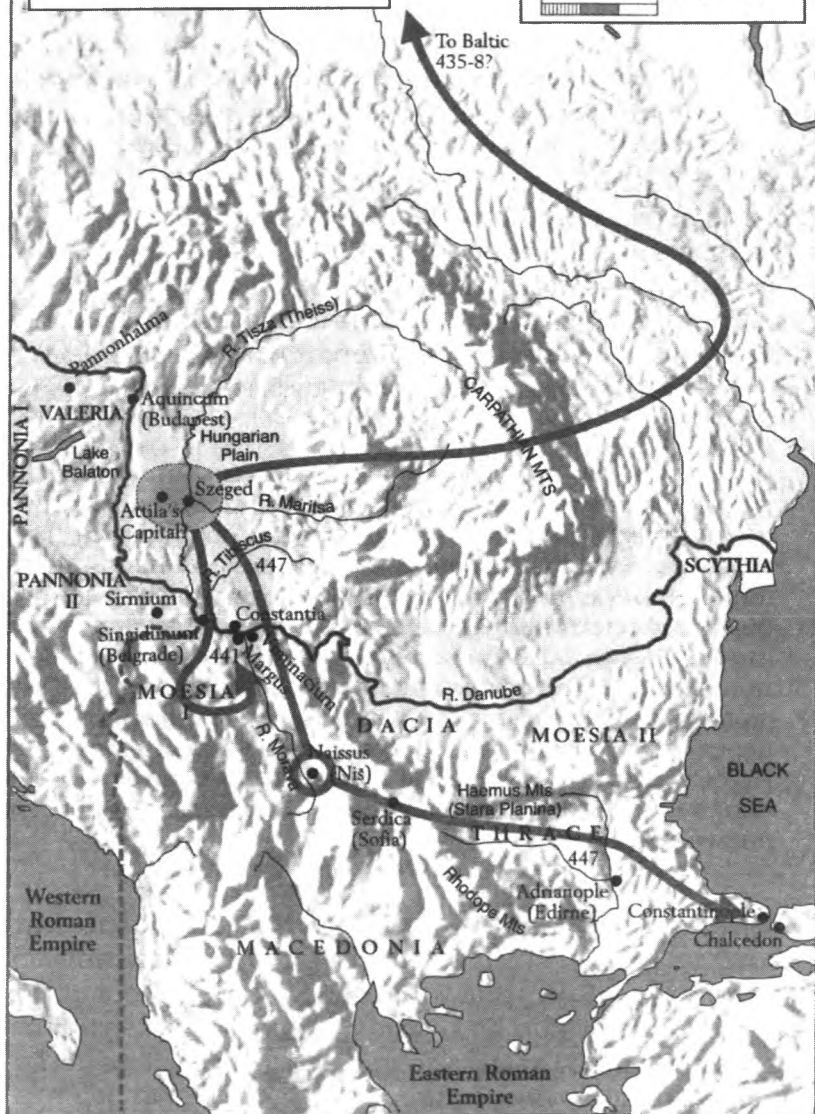 To Baltic
435-8?
R. Tisza (Theiss)
Pannonhalma
CARPATHIAN MTS
VALERIA
Aquincum
(Budapest)
PANNONIA I
Lake
Balaton
Hungarian
Plain
Szeged
Attila's
Capital?
R. Maritsa
R. Tibiscus
447
SCYTHIA
PANNONIA
II
Sirmium
Constantia
Singidunum
(Belgrade)
441
Margus
Viminacium
MOESIA
I
R. Danube
DACIA
MOESIA II
R. Morava
Naissus
(Niš)
BLACK
SEA
Haemus Mts
(Stara Planina)
Serdica
(Sofia)
THRACE
447
Rhodope Mts
Adrianople
(Edirne)
Western
Roman
Empire
Constantinople
Chalcedon
MACEDONIA
Eastern Roman
Empire